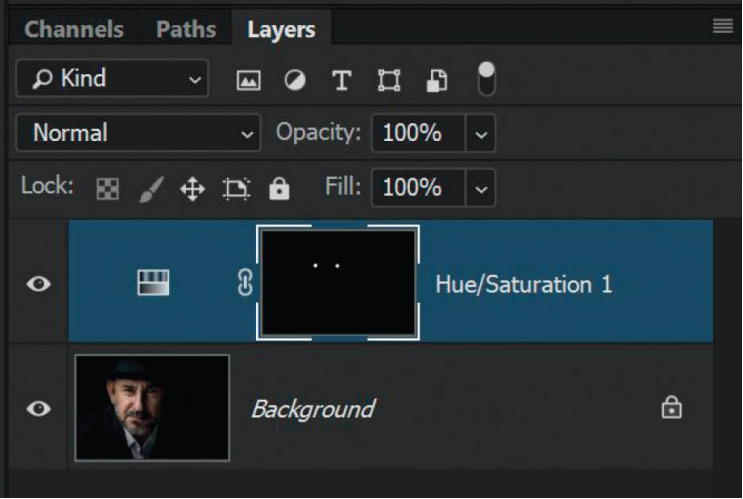 Channels Paths Layers
Kind
Normal Opacity: 100%
Lock: Fill: 100%
Hue/Saturation 1
Background